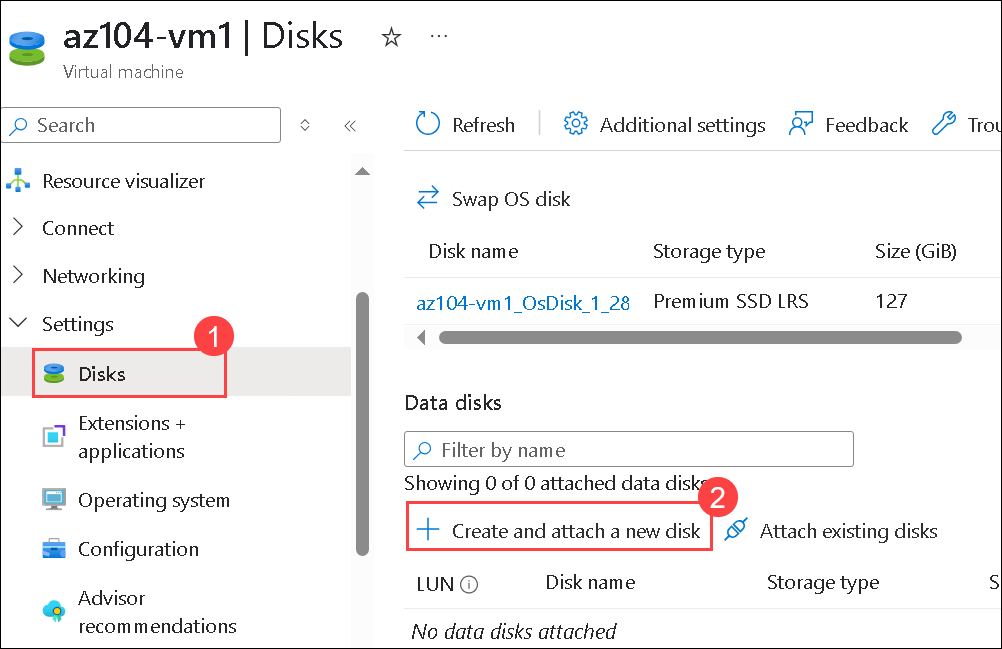 az104-vm1 | Disks
Virtual machine
Search
Resource visualizer
Connect
Networking
Settings
1
Disks
Extensions +
applications
Operating system
Configuration
Advisor
recommendations
Refresh
Additional settings
Feedback
Swap OS disk
Disk name Storage type Size (GiB)
az104-vm1_OsDisk_1_28 Premium SSD LRS 127
Data disks
Filter by name
Showing 0 of 0 attached data disks
2
Create and attach a new disk
Attach existing disks
LUN Disk name Storage type
No data disks attached